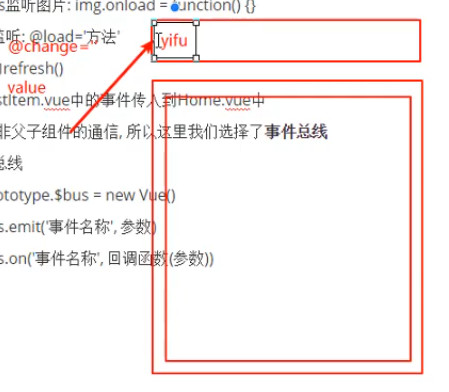 s监听图片: img.onload = function() {}
监听: @load='方法'
@change=''
yifu
refresh()
value
stItem.vue中的事件传入到Home.vue中
非父子组件的通信, 所以这里我们选择了事件总线
总线
ototype.$bus = new Vue()
s.emit('事件名称', 参数)
s.on('事件名称', 回调函数(参数))